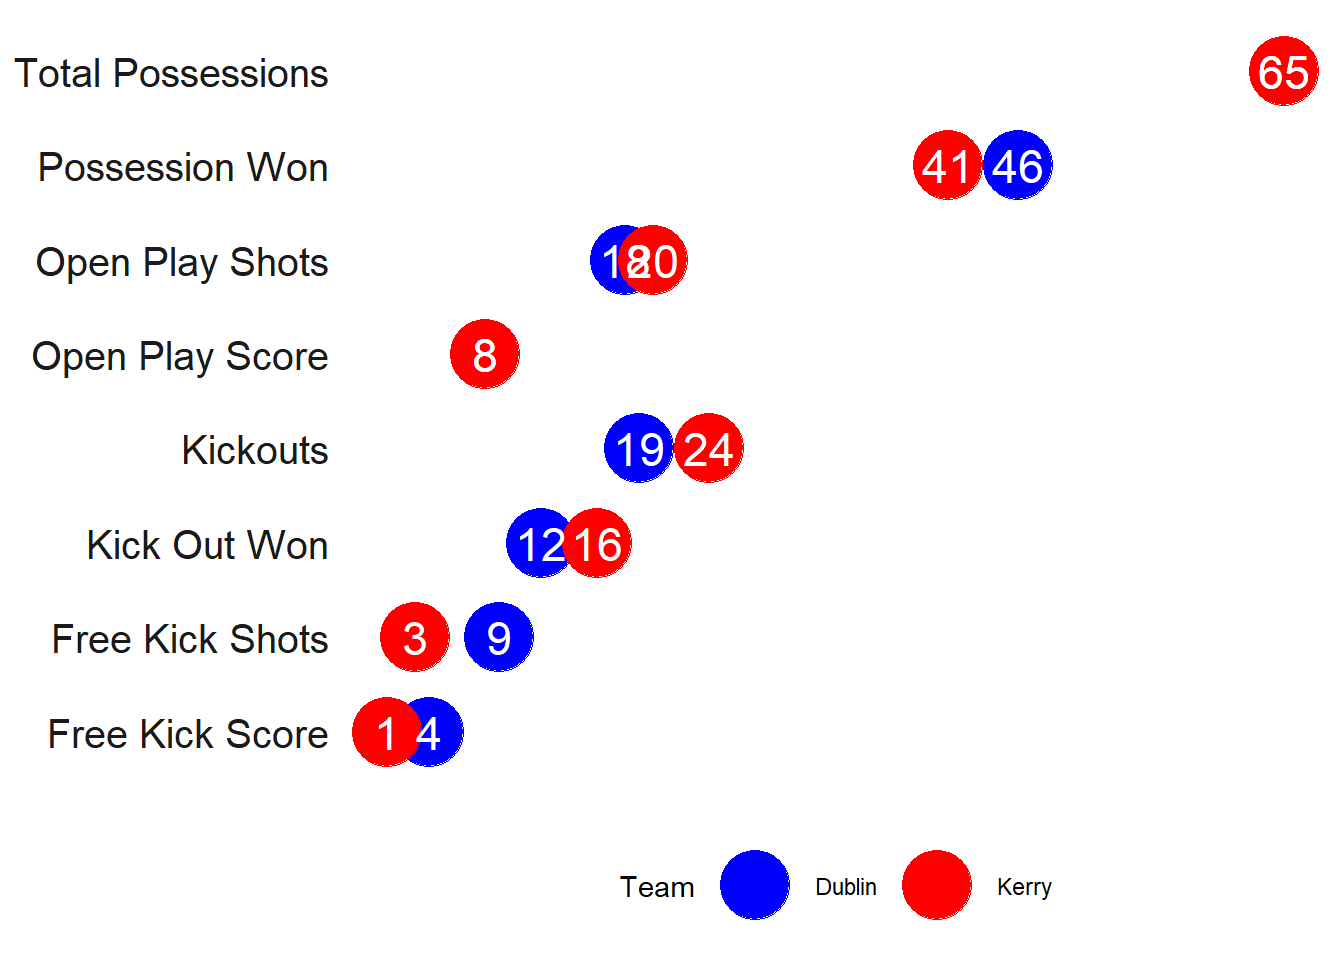 Total Possessions 65
Possession Won 41 46
Open Play Shots 18 20
Open Play Score 8
Kickouts 19 24
Kick Out Won 12 16
Free Kick Shots 3 9
Free Kick Score 1 4
Team Dublin Kerry